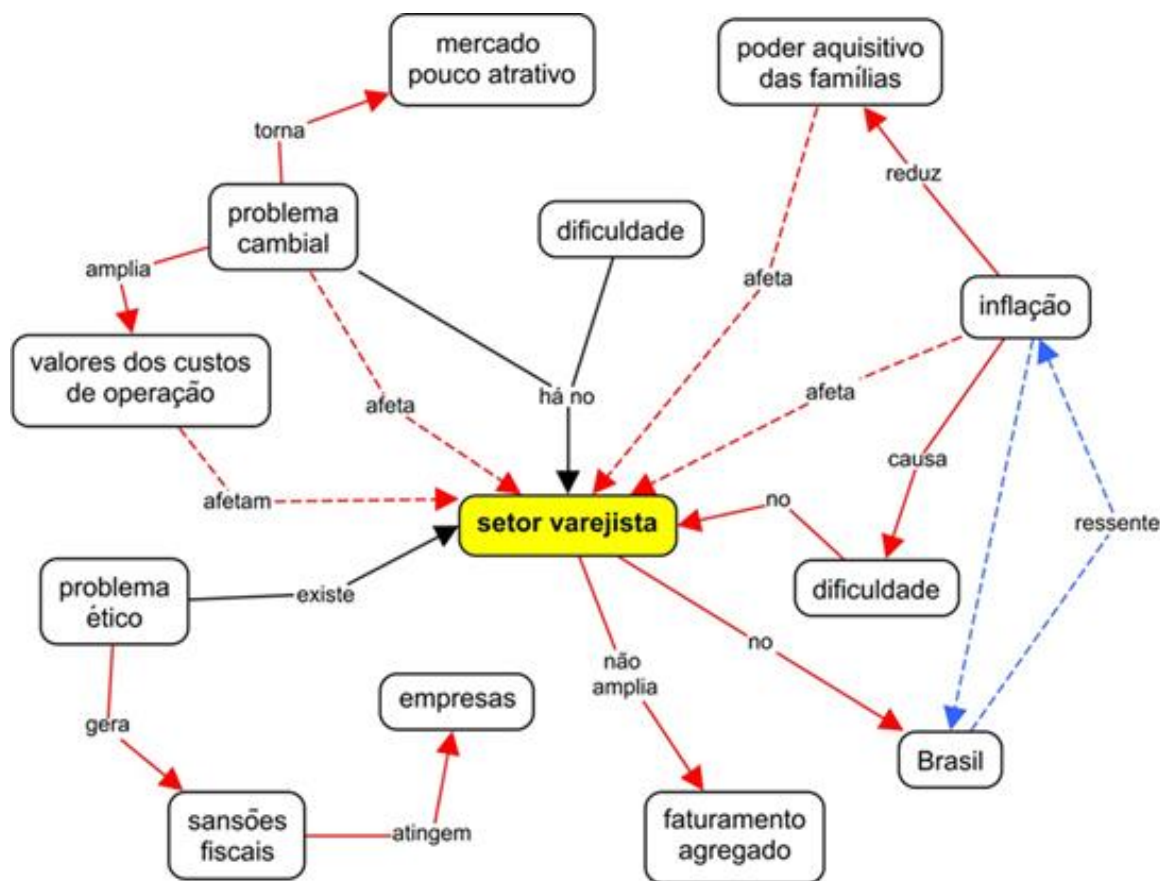 mercado
pouco atrativo
poder aquisitivo
das famílias
torna
reduz
problema
cambial
dificuldade
amplia
afeta
inflação
valores dos custos
de operação
afeta
há no
afeta
causa
afetam
setor varejista
no
ressente
problema
ético
existe
dificuldade
não
amplia
no
empresas
gera
Brasil
sansões
fiscais
atingem
faturamento
agregado